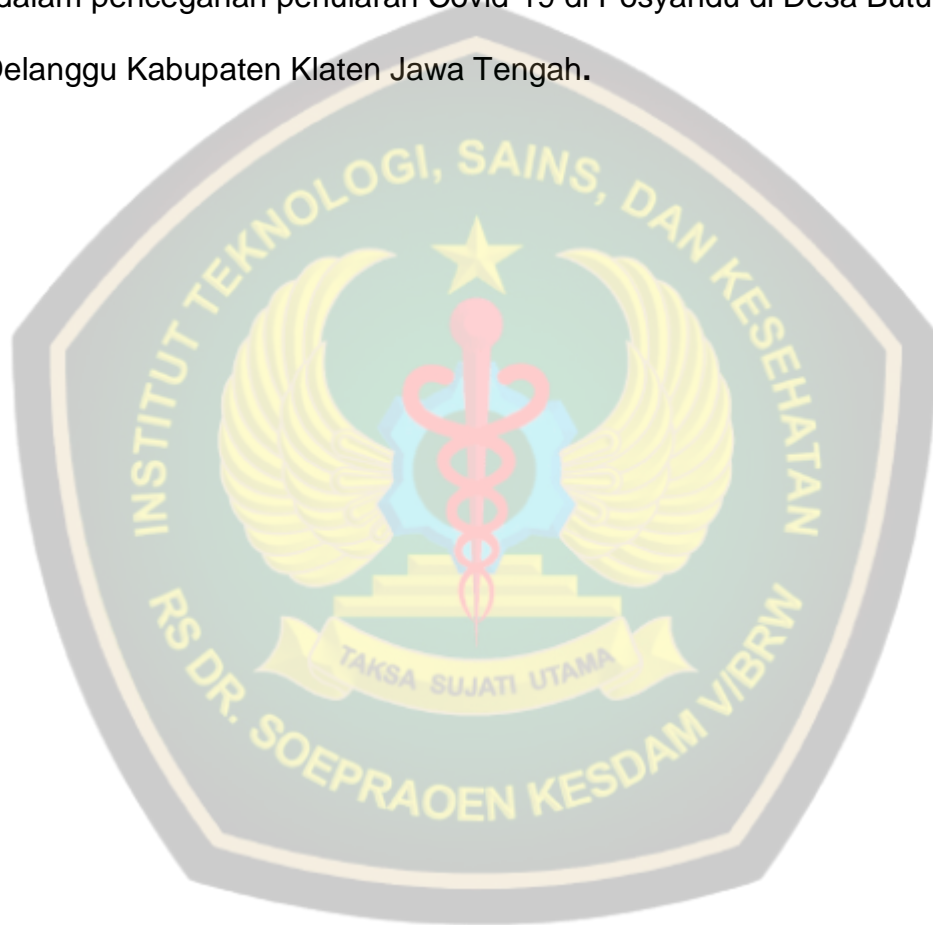 dalam pencegahan penularan Covid-19 di Posyandu di Desa Butu
Delanggu Kabupaten Klaten Jawa Tengah.
INSTITUT TEKNOLOGI, SAINS, DAN KESEHATAN
TAKSA SUJATI UTAMA
RS DR. SOEPRAOEN KESDAM V/BRW